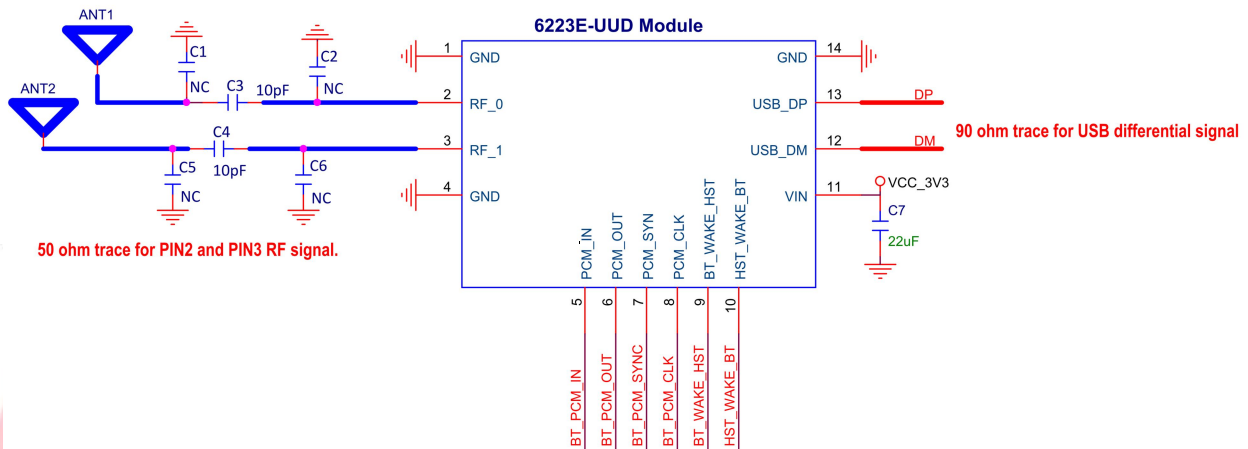 ANT1
6223E-UUD Module
C1
C2
1
GND
GND
14
NC
NC
ANT2
C3
10pF
2
RF_0
USB_DP
13
DP
90 ohm trace for USB differential signal
C4
10pF
3
RF_1
USB_DM
12
DM
C5
C6
NC
NC
4
GND
VIN
11
VCC_3V3
C7
22uF
50 ohm trace for PIN2 and PIN3 RF signal.
PCM_IN
PCM_OUT
PCM_SYN
PCM_CLK
BT_WAKE_HST
HST_WAKE_BT
5
6
7
8
9
10
BT_PCM_IN
BT_PCM_OUT
BT_PCM_SYNC
BT_PCM_CLK
BT_WAKE_HST
HST_WAKE_BT